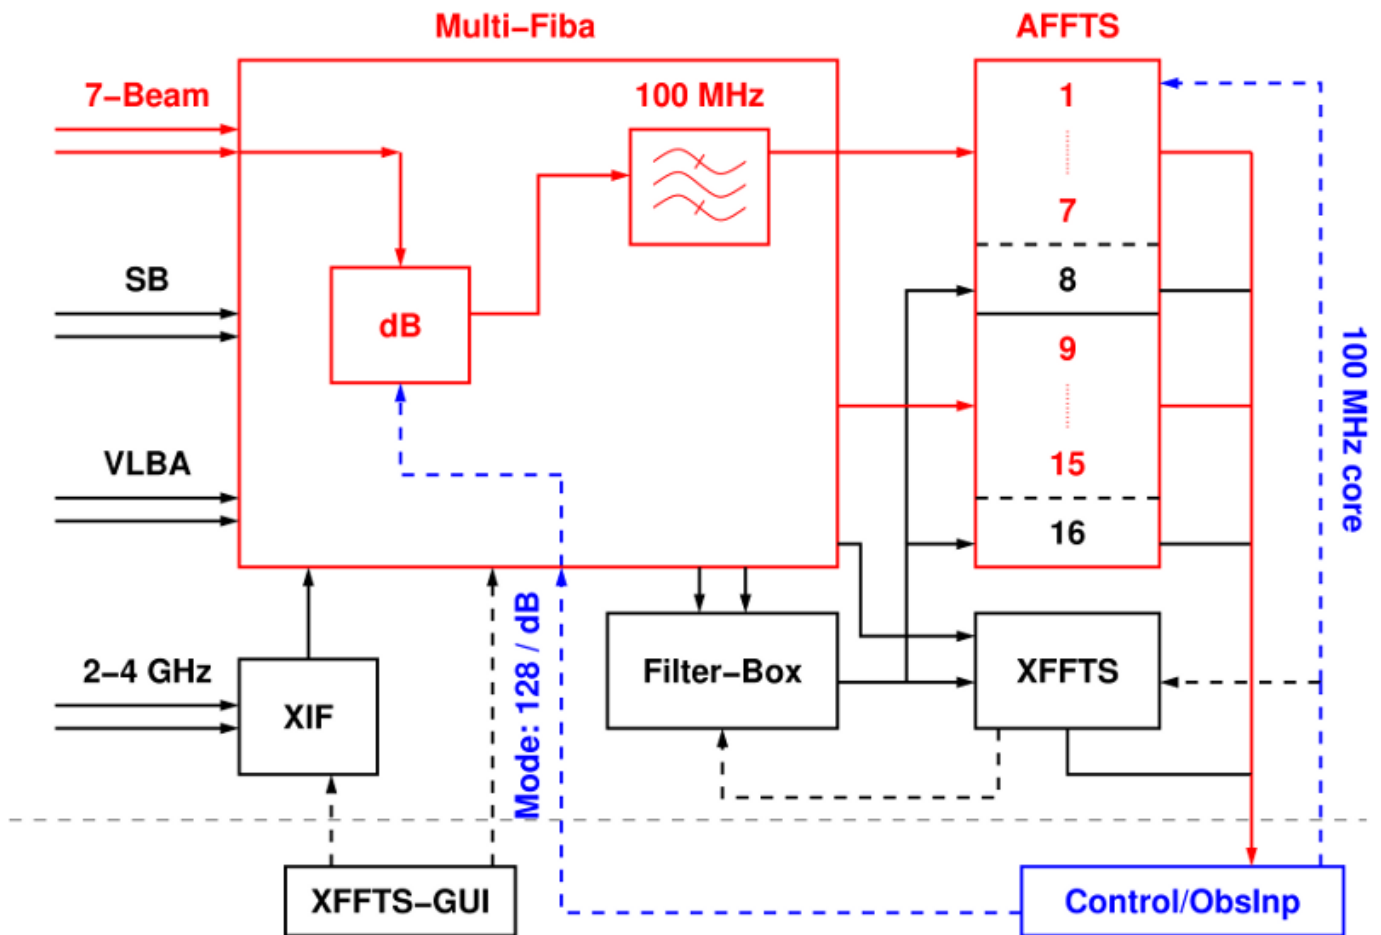 Multi–Fiba
AFFTS
7–Beam
100 MHz
1
7
SB
8
dB
9
100 MHz core
VLBA
15
16
Mode: 128 / dB
2–4 GHz
Filter–Box
XFFTS
XIF
XFFTS–GUI
Control/ObsInp